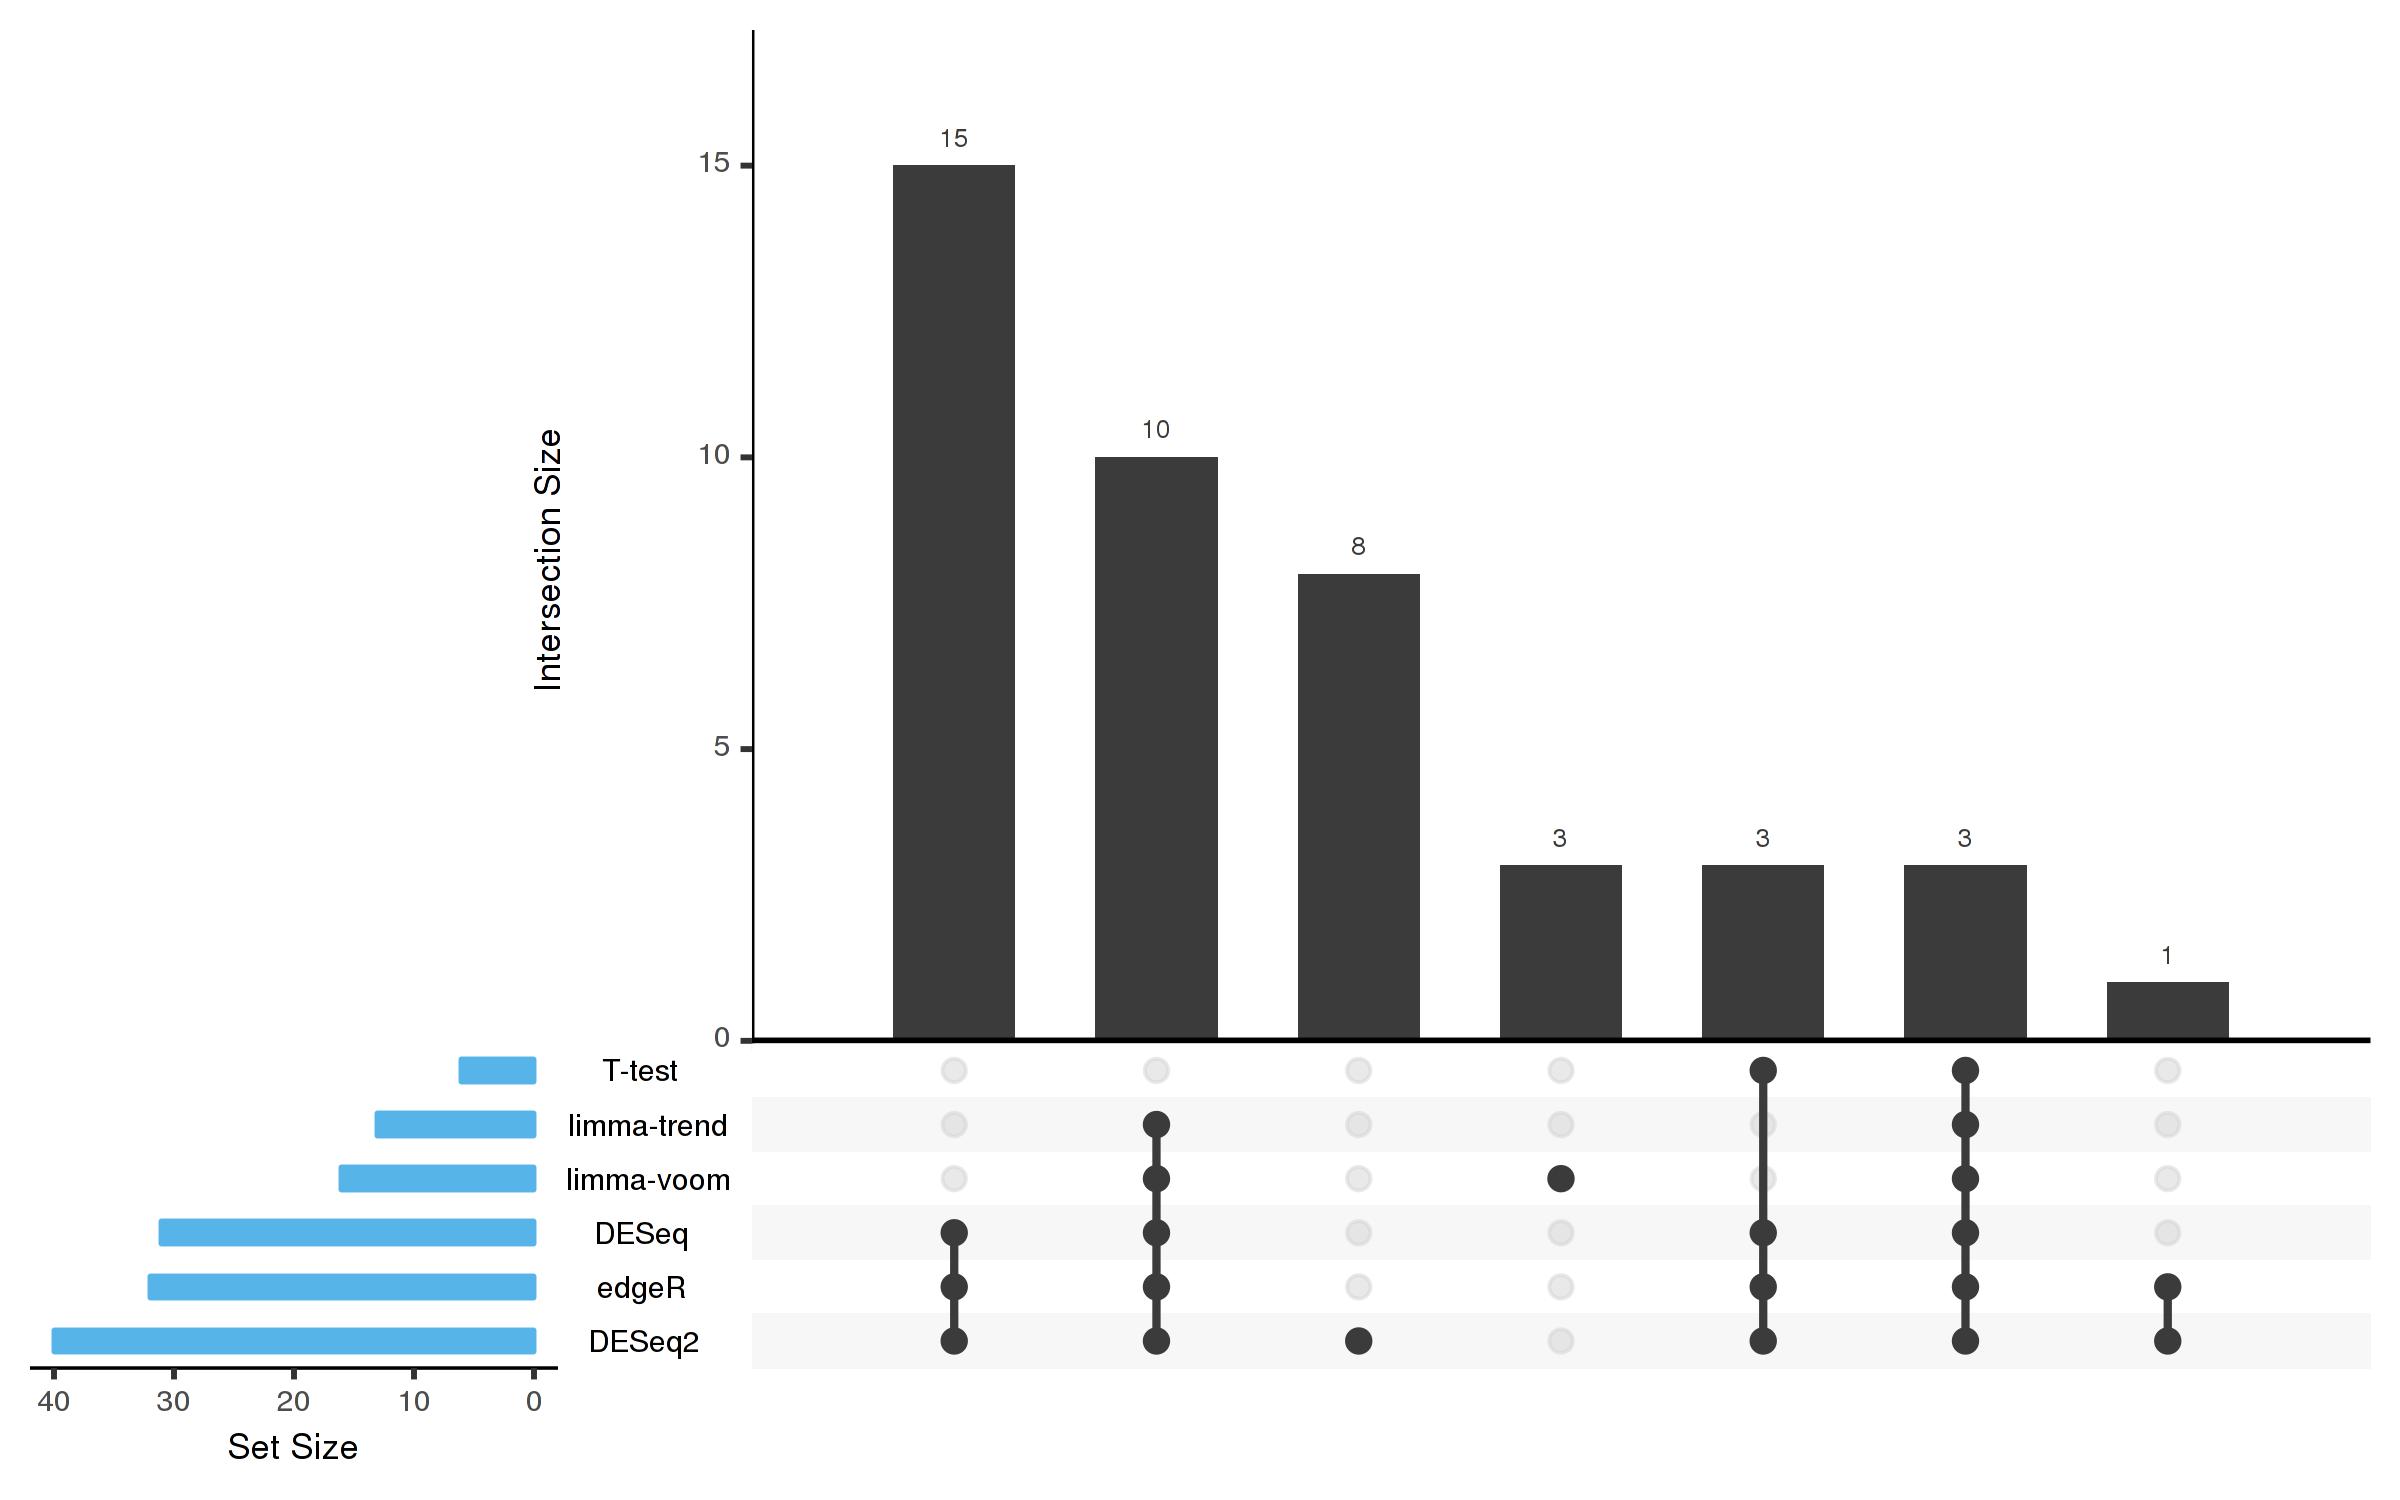 15
10
8
3
3
3
1
15
10
5
0
Intersection Size
T-test
limma-trend
limma-voom
DESeq
edgeR
DESeq2
40 30 20 10 0
Set Size